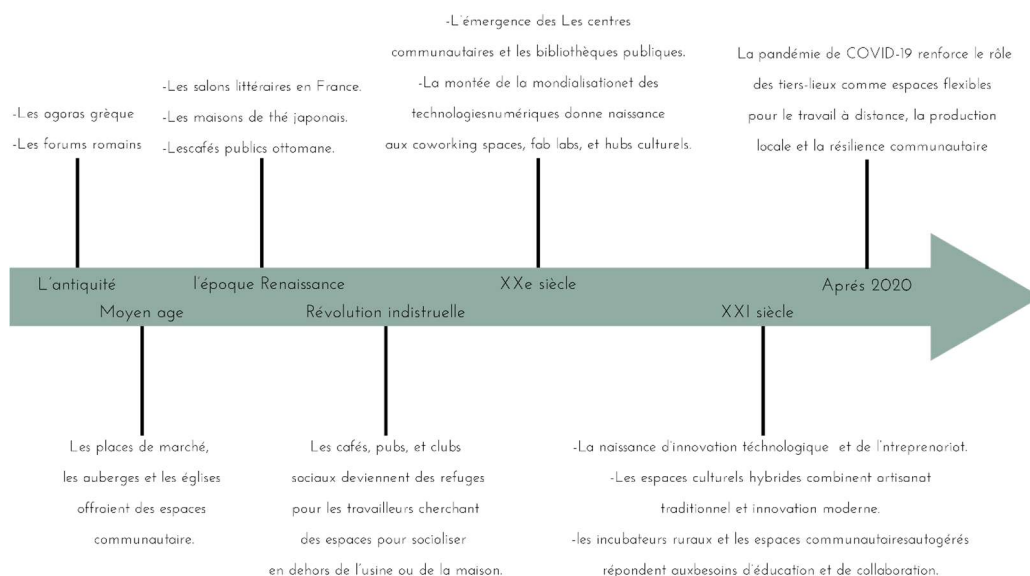 -Les agoras grèque
-Les forums romains
-Les salons littéraires en France.
-Les maisons de thé japonais.
-Lescafés publics ottomane.
-L'émergence des Les centres
communautaires et les bibliothèques publiques.
-La montée de la mondialisationet des
technologiesnumériques donne naissance
aux coworking spaces, fab labs, et hubs culturels.
La pandémie de COVID-19 renforce le rôle
des tiers-lieux comme espaces flexibles
pour le travail à distance, la production
locale et la résilience communautaire
L'antiquité
l'époque Renaissance
XXe siècle
Aprés 2020
Moyen age
Révolution indistruelle
XXI siècle
Les places de marché,
les auberges et les églises
offraient des espaces
communautaire.
Les cafés, pubs, et clubs
sociaux deviennent des refuges
pour les travailleurs cherchant
des espaces pour socioliser
en dehors de l'usine ou de la maison.
-La naissance d'innovation téchnologique et de l'intreprenoriot.
-Les espaces culturels hybrides combinent artisanat
traditionnel et innovation moderne.
-les incubateurs ruraux et les espaces communautairesautogérés
répondent auxbesoins d'éducation et de collaboration.